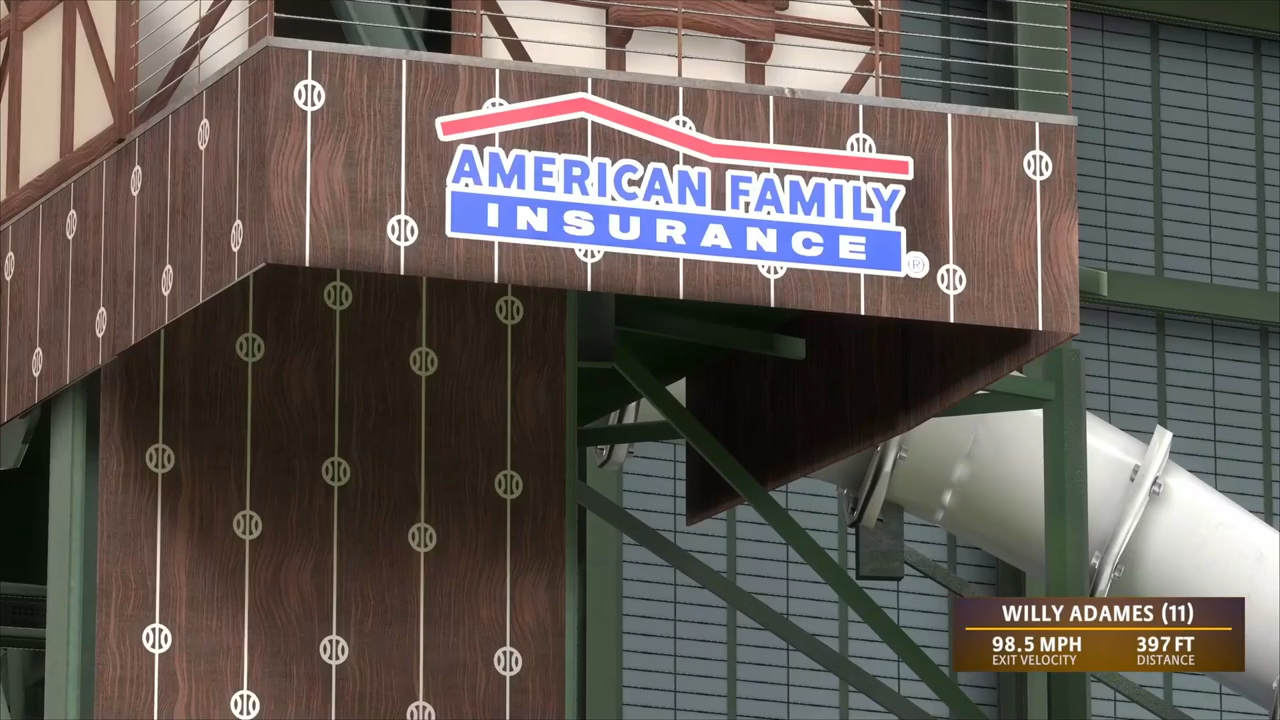 AMERICAN FAMILY
INSURANCE
®
WILLY ADAMES (11)
98.5 MPH
EXIT VELOCITY
397 FT
DISTANCE